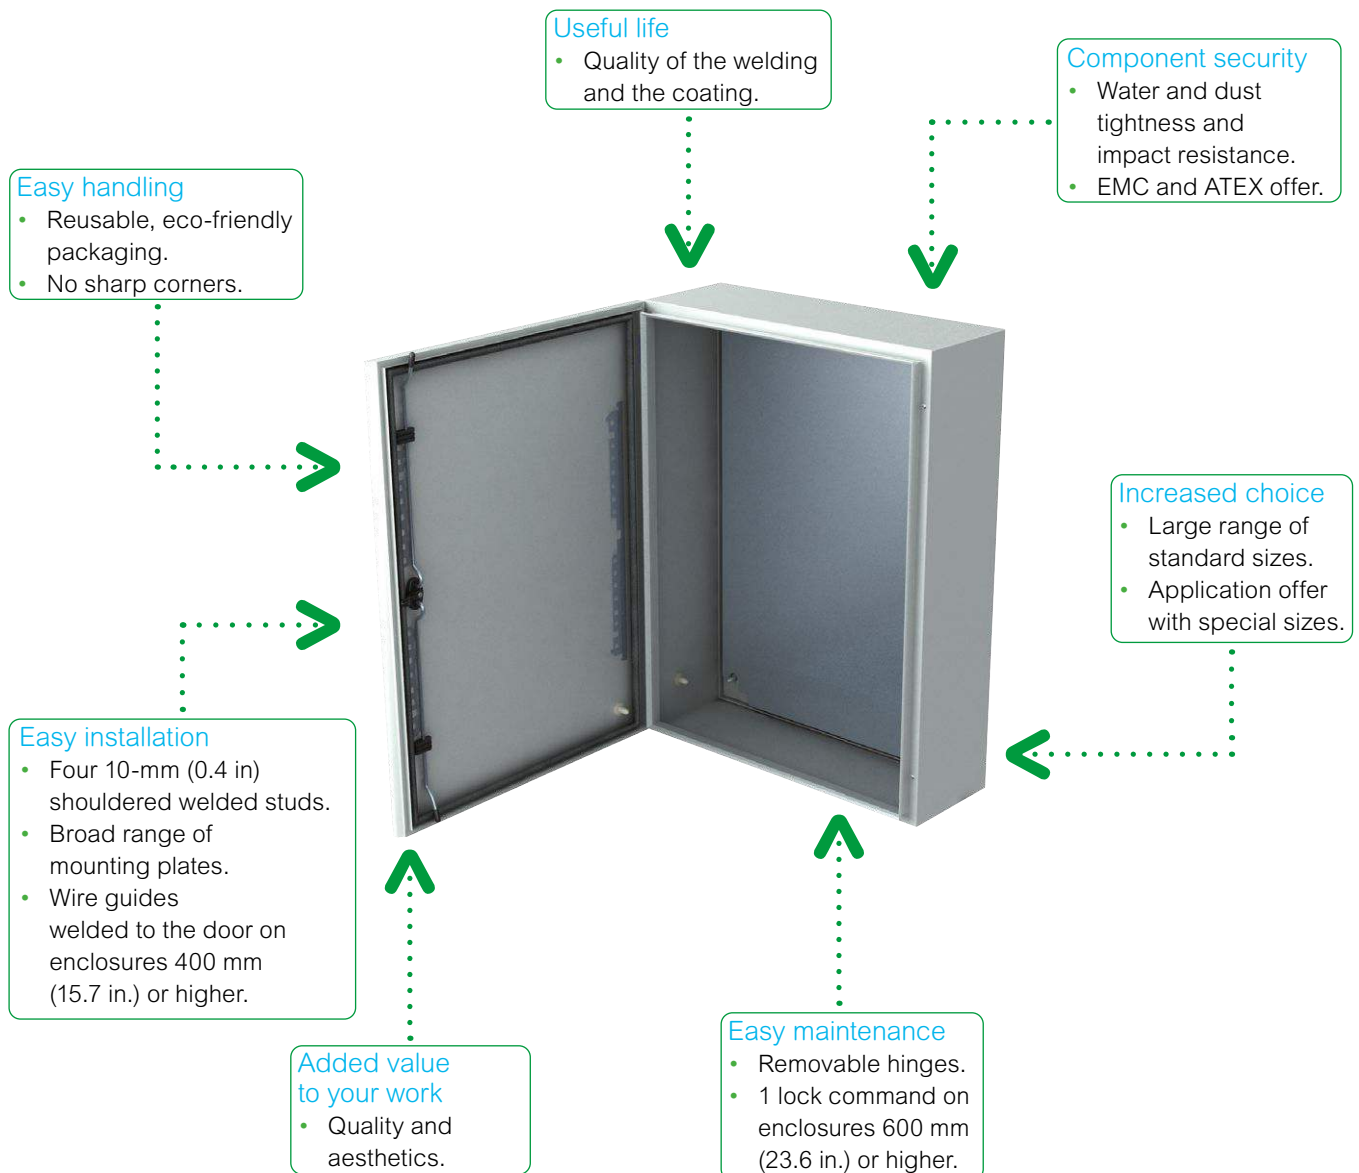 Useful life
• Quality of the welding
and the coating.
Component security
• Water and dust
tightness and
impact resistance.
• EMC and ATEX offer.
Easy handling
• Reusable, eco-friendly
packaging.
• No sharp corners.
Increased choice
• Large range of
standard sizes.
• Application offer
with special sizes.
Easy installation
• Four 10-mm (0.4 in)
shouldered welded studs.
• Broad range of
mounting plates.
• Wire guides
welded to the door on
enclosures 400 mm
(15.7 in.) or higher.
Added value
to your work
• Quality and
aesthetics.
Easy maintenance
• Removable hinges.
• 1 lock command on
enclosures 600 mm
(23.6 in.) or higher.